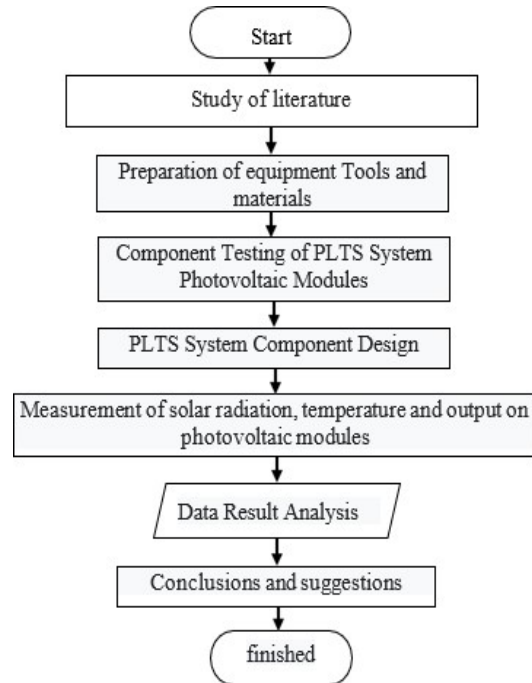 Start
Study of literature
Preparation of equipment Tools and
materials
Component Testing of PLTS System
Photovoltaic Modules
PLTS System Component Design
Measurement of solar radiation, temperature and output on
photovoltaic modules
Data Result Analysis
Conclusions and suggestions
finished